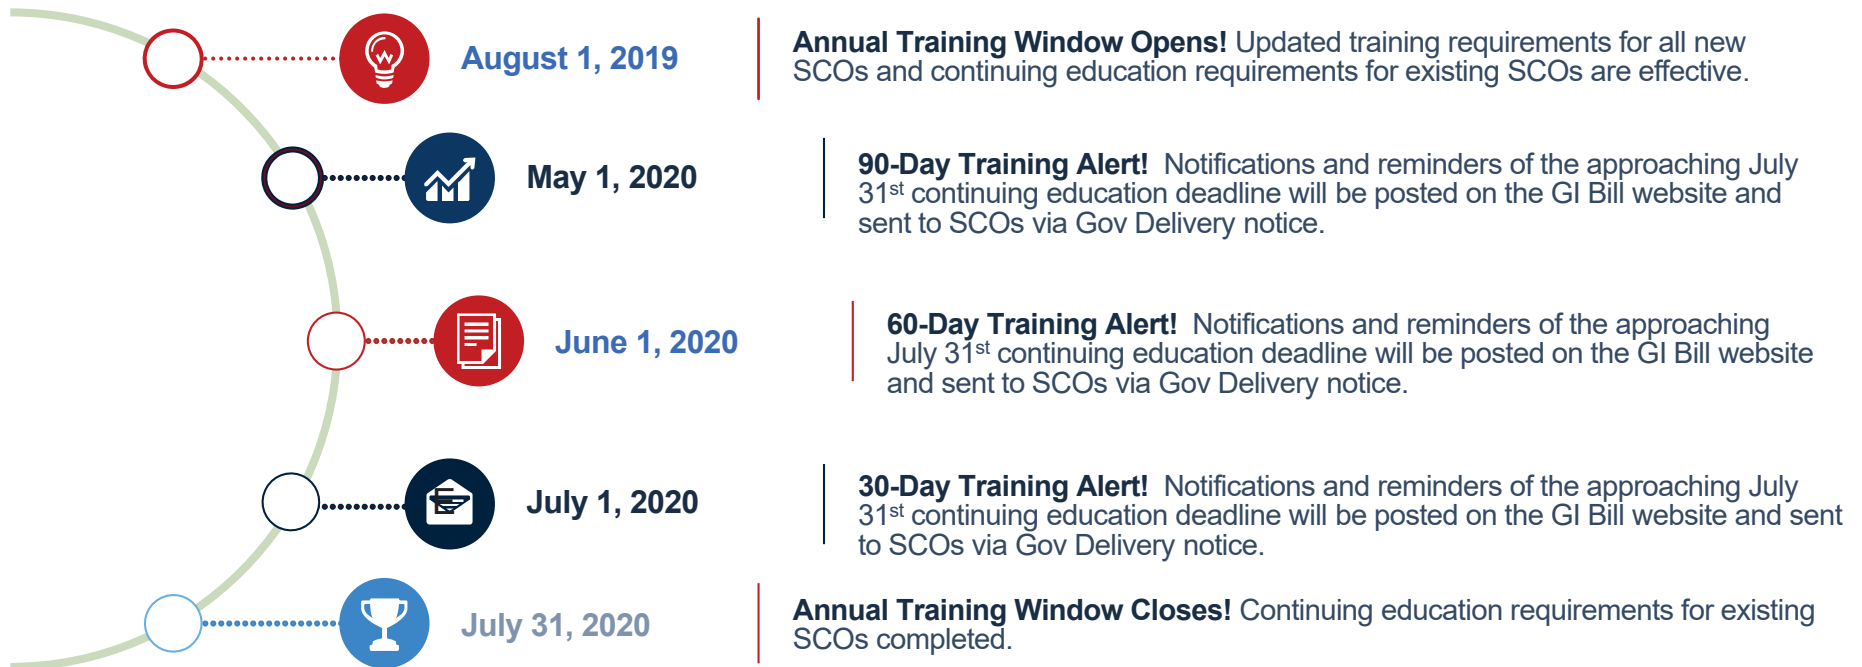 August 1, 2019
Annual Training Window Opens! Updated training requirements for all new
SCOs and continuing education requirements for existing SCOs are effective.
May 1, 2020
90-Day Training Alert!  Notifications and reminders of the approaching July
31st continuing education deadline will be posted on the GI Bill website and
sent to SCOs via Gov Delivery notice.
June 1, 2020
60-Day Training Alert!  Notifications and reminders of the approaching
July 31st continuing education deadline will be posted on the GI Bill website
and sent to SCOs via Gov Delivery notice.
E
July 1, 2020
30-Day Training Alert!  Notifications and reminders of the approaching July
31st continuing education deadline will be posted on the GI Bill website and sent
to SCOs via Gov Delivery notice.
July 31, 2020
Annual Training Window Closes! Continuing education requirements for existing
SCOs completed.